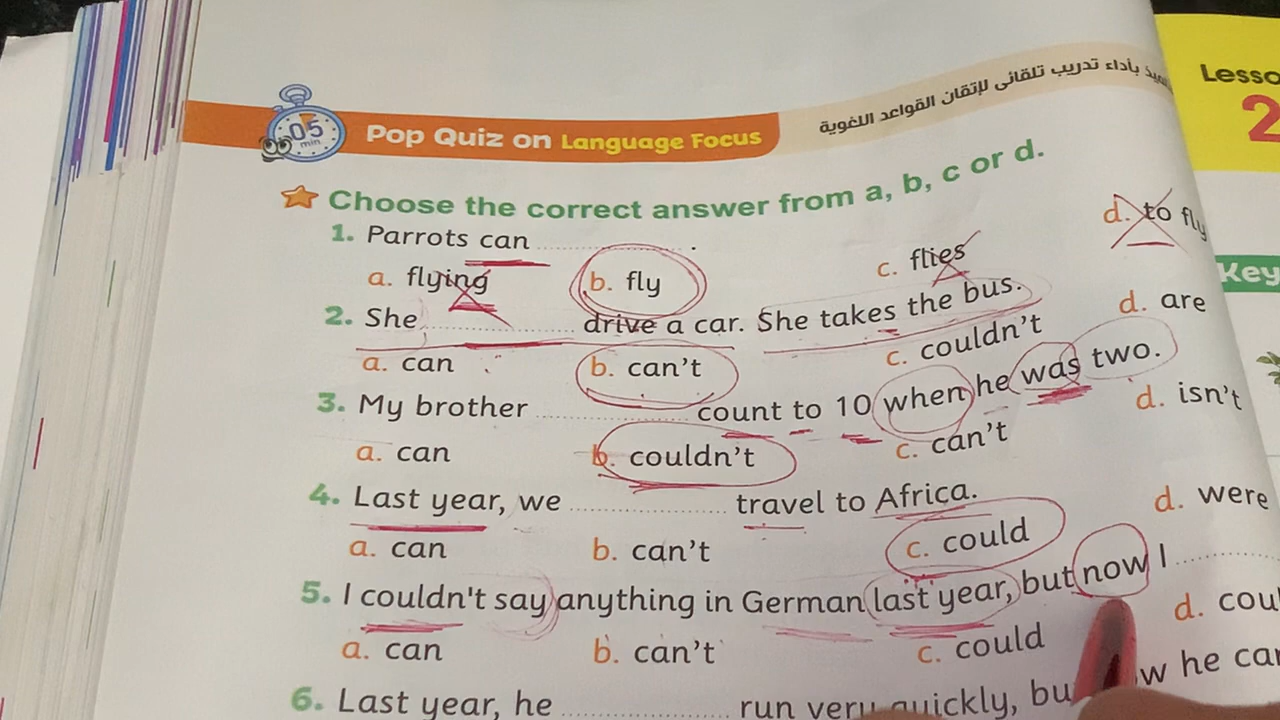 05
min
Pop Quiz on Language Focus
بأداء تدريب تلقائى لإتقان القواعد اللغوية
Lesso
2
Choose the correct answer from a, b, c or d.
1. Parrots can .................... .
a. flying b. fly c. flies d. to fly
Key
2. She .................... drive a car. She takes the bus.
a. can b. can't c. couldn't d. are
3. My brother .................... count to 10 when he was two.
a. can b. couldn't c. can't d. isn't
4. Last year, we .................... travel to Africa.
a. can b. can't c. could d. were
5. I couldn't say anything in German last year, but now I ....................
a. can b. can't c. could d. cou
6. Last year, he .................... run very quickly, bu w he can